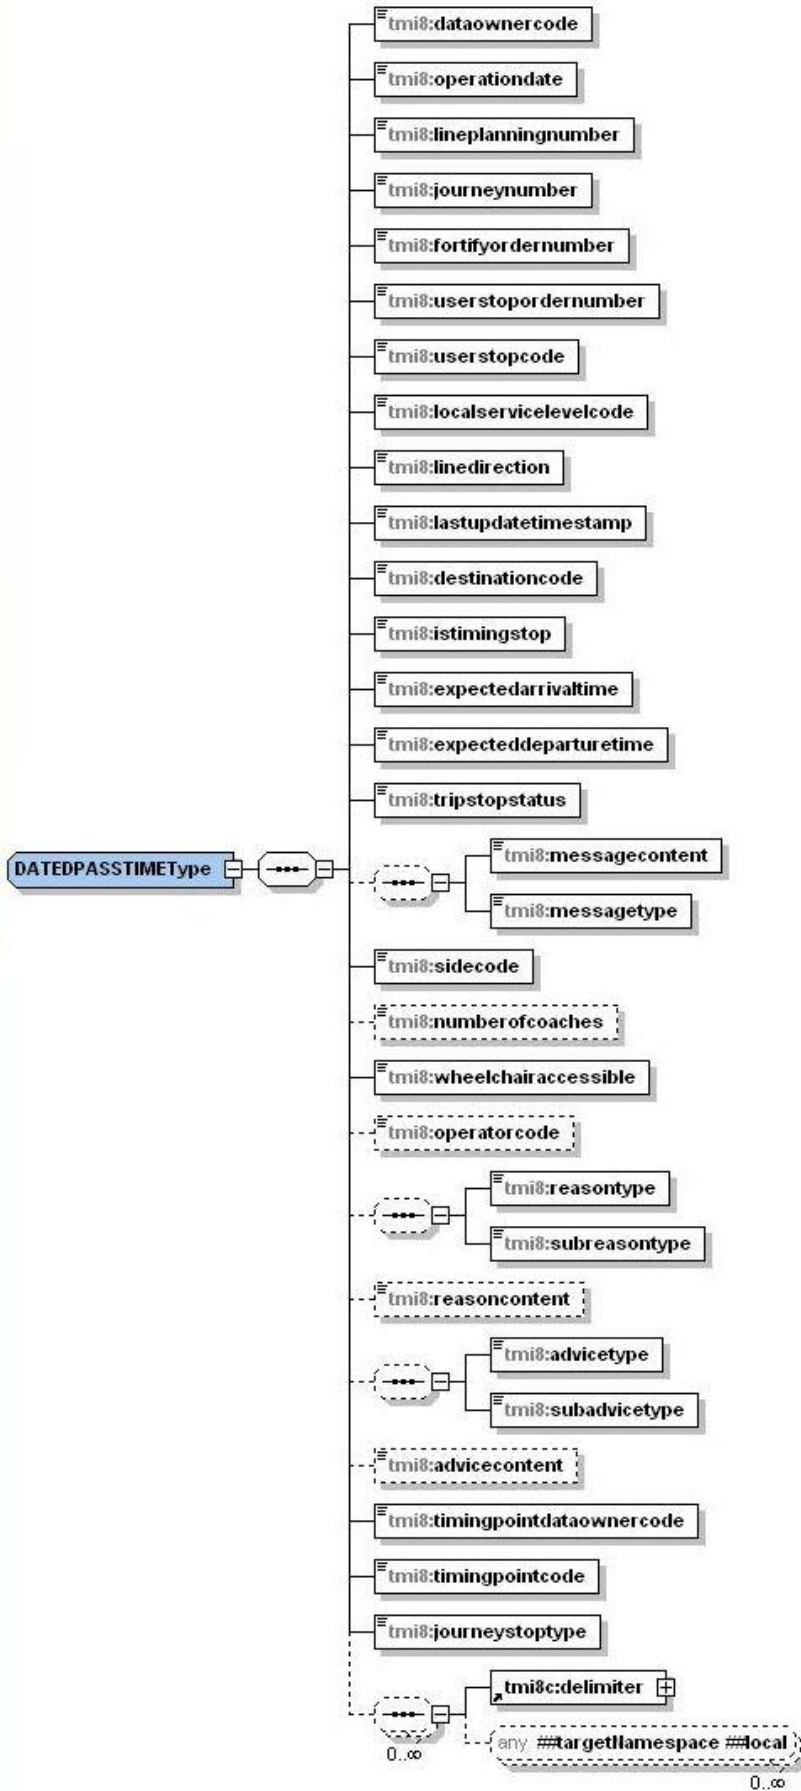 tmi8:dataownercode
tmi8:operationdate
tmi8:lineplanningnumber
tmi8:journeynumber
tmi8:fortifyordernumber
tmi8:userstopordernumber
tmi8:userstopcode
tmi8:localservicelevelcode
tmi8:linedirection
tmi8:lastupdatetimestamp
tmi8:destinationcode
tmi8:istimingstop
tmi8:expectedarrivaltime
tmi8:expecteddeparturetime
tmi8:tripstopstatus
DATEDPASSTIMEType
tmi8:messagecontent
tmi8:messagetype
tmi8:sidecode
tmi8:numberofcoaches
tmi8:wheelchairaccessible
tmi8:operatorcode
tmi8:reasontype
tmi8:subreasontype
tmi8:reasoncontent
tmi8:advicetype
tmi8:subadvicetype
tmi8:advicecontent
tmi8:timingpointdataownercode
tmi8:timingpointcode
tmi8:journeystoptype
tmi8c:delimiter
0..∞
any ##targetNamespace ##local
0..∞